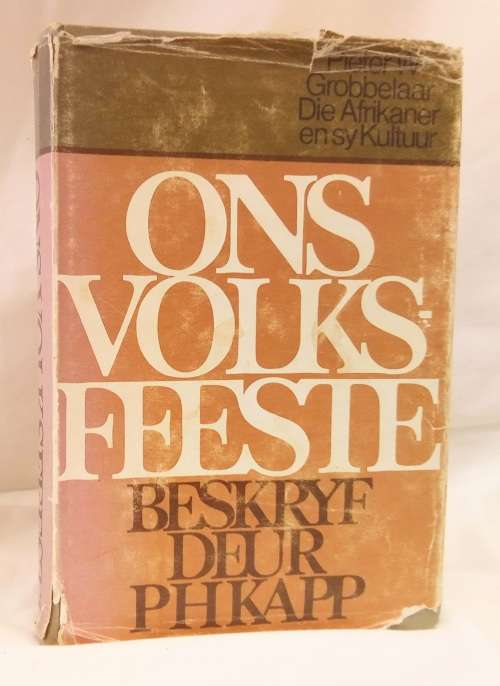 Pieter W.
Grobbelaar
Die Afrikaner
en sy Kultuur
ONS
VOLKS-
FEESTE
BESKRYF
DEUR
PH KAPP